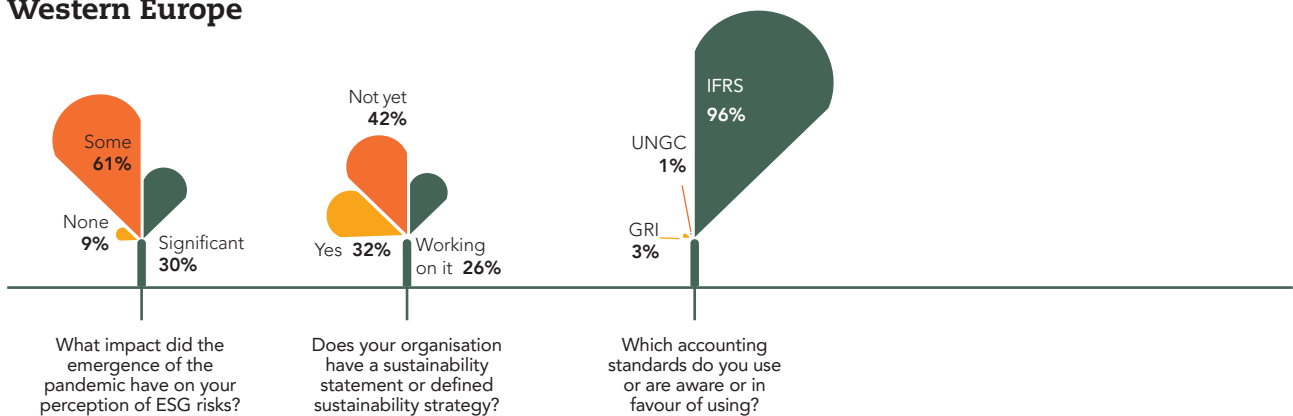 Western Europe
Some
61%
None
9%
Significant
30%
Not yet
42%
Yes 32%
Working
on it 26%
IFRS
96%
UNGC
1%
GRI
3%
What impact did the
emergence of the
pandemic have on your
perception of ESG risks?
Does your organisation
have a sustainability
statement or defined
sustainability strategy?
Which accounting
standards do you use
or are aware or in
favour of using?